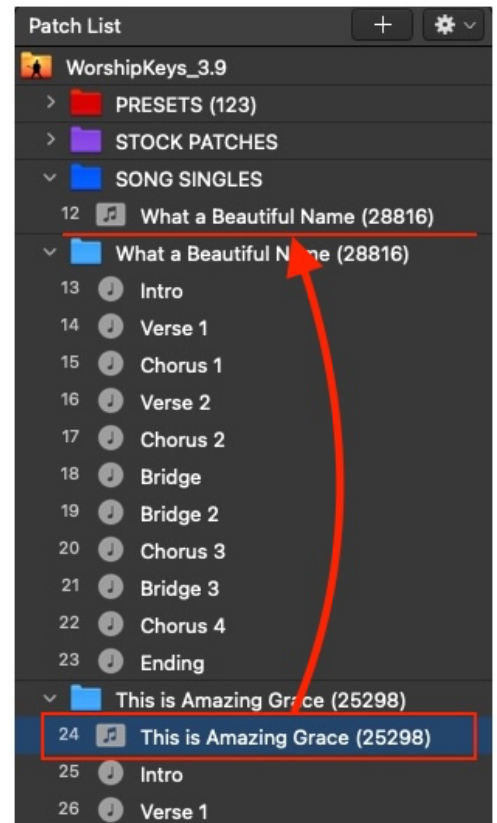 Patch List
WorshipKeys_3.9
PRESETS (123)
STOCK PATCHES
SONG SINGLES
12 What a Beautiful Name (28816)
What a Beautiful Name (28816)
13 Intro
14 Verse 1
15 Chorus 1
16 Verse 2
17 Chorus 2
18 Bridge
19 Bridge 2
20 Chorus 3
21 Bridge 3
22 Chorus 4
23 Ending
This is Amazing Grace (25298)
24 This is Amazing Grace (25298)
25 Intro
26 Verse 1